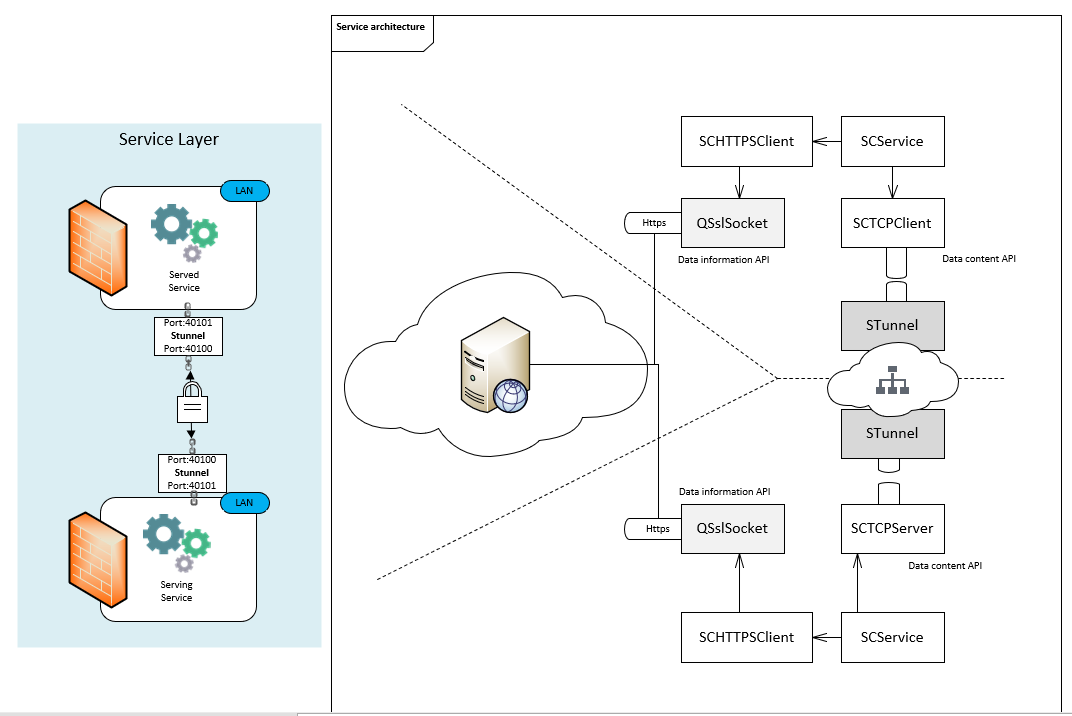 Service architecture
Service Layer
LAN
Served
Service
Port:40101
Stunnel
Port:40100
Port:40100
Stunnel
Port:40101
LAN
Serving
Service
SCHTTPSClient
SCService
Https
QSslSocket
SCTCPClient
Data information API
Data content API
STunnel
STunnel
Data information API
Https
QSslSocket
SCTCPServer
Data content API
SCHTTPSClient
SCService